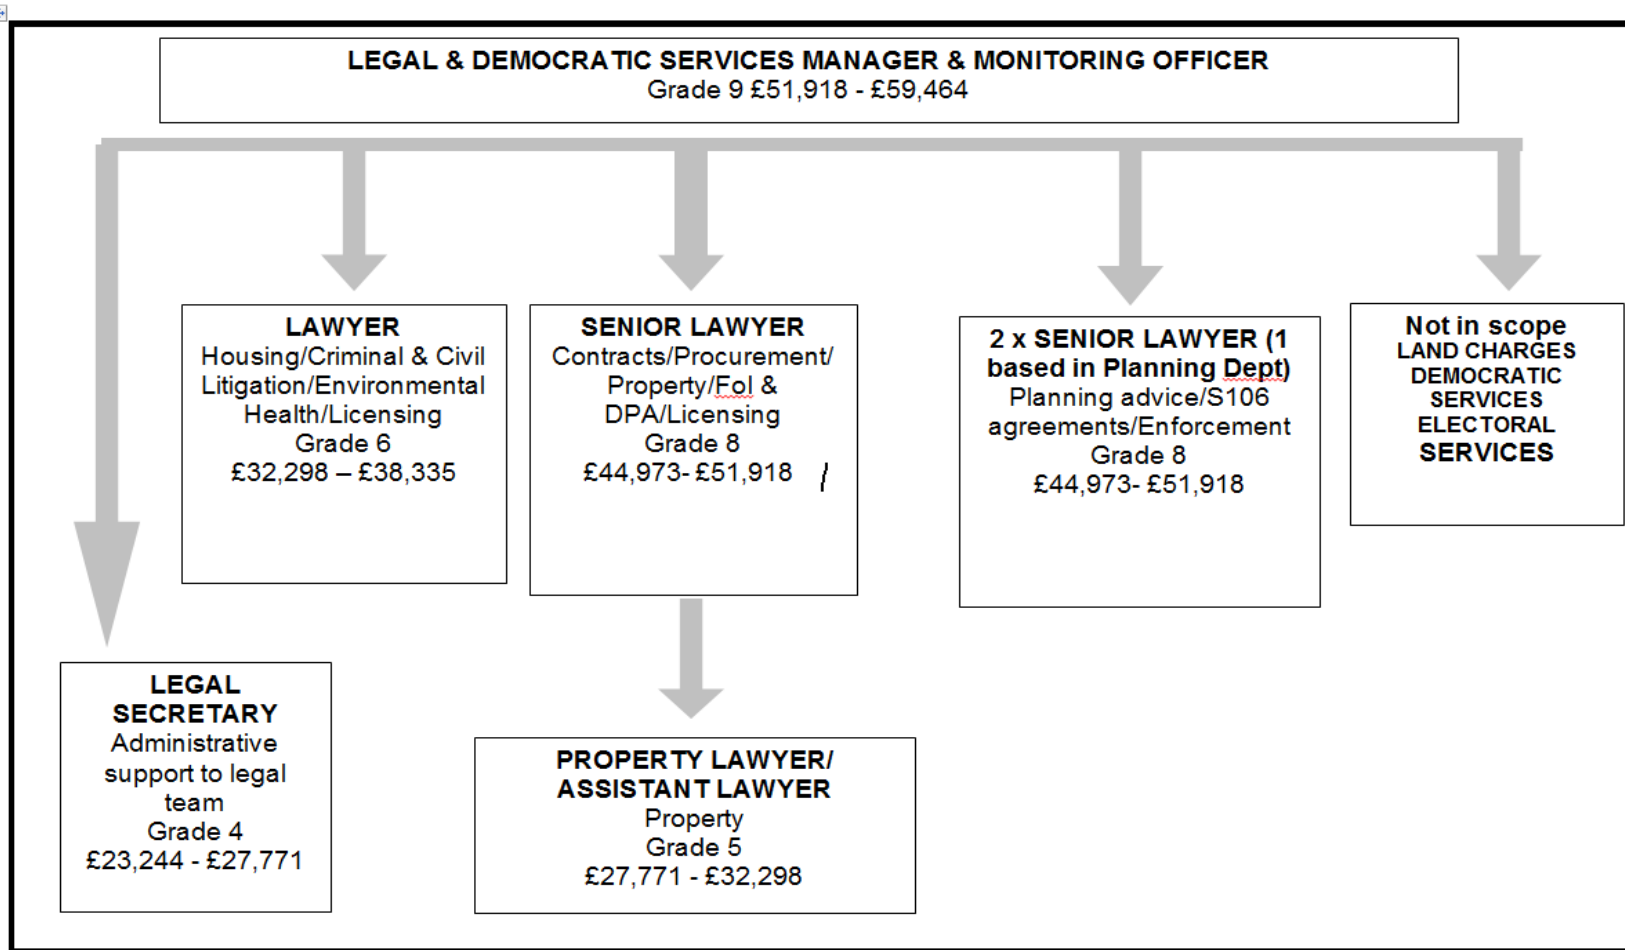 LEGAL & DEMOCRATIC SERVICES MANAGER & MONITORING OFFICER
Grade 9 £51,918 - £59,464
LAWYER
Housing/Criminal & Civil
Litigation/Environmental
Health/Licensing
Grade 6
£32,298 – £38,335
SENIOR LAWYER
Contracts/Procurement/
Property/FoI &
DPA/Licensing
Grade 8
£44,973- £51,918
/
2 x SENIOR LAWYER (1
based in Planning Dept)
Planning advice/S106
agreements/Enforcement
Grade 8
£44,973- £51,918
Not in scope
LAND CHARGES
DEMOCRATIC
SERVICES
ELECTORAL
SERVICES
LEGAL
SECRETARY
Administrative
support to legal
team
Grade 4
£23,244 - £27,771
PROPERTY LAWYER/
ASSISTANT LAWYER
Property
Grade 5
£27,771 - £32,298